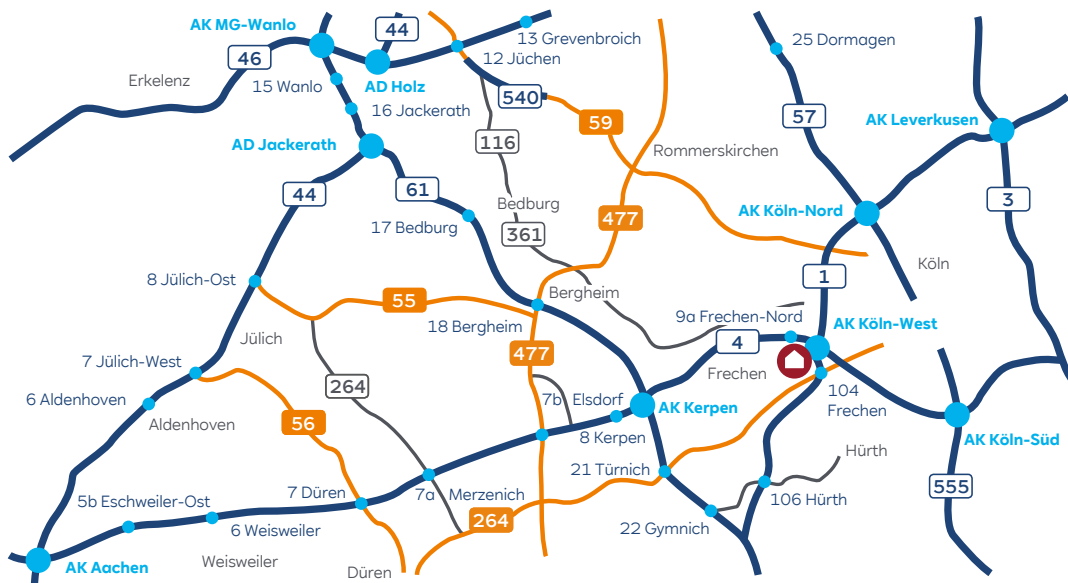 AK MG-Wanlo
44
13 Grevenbroich
12 Jüchen
25 Dormagen
46
AD Holz
Erkelenz
15 Wanlo
540
16 Jackerath
59
57
AK Leverkusen
116
AD Jackerath
Rommerskirchen
44
61
Bedburg
3
17 Bedburg
477
AK Köln-Nord
361
Köln
8 Jülich-Ost
1
55
Bergheim
9a Frechen-Nord
18 Bergheim
AK Köln-West
Jülich
4
477
7 Jülich-West
Frechen
264
6 Aldenhoven
7b
Elsdorf
AK Kerpen
104
Frechen
Aldenhoven
56
8 Kerpen
AK Köln-Süd
Hürth
21 Türnich
555
7 Düren
7a
Merzenich
5b Eschweiler-Ost
106 Hürth
264
6 Weisweiler
22 Gymnich
Weisweiler
AK Aachen
Düren